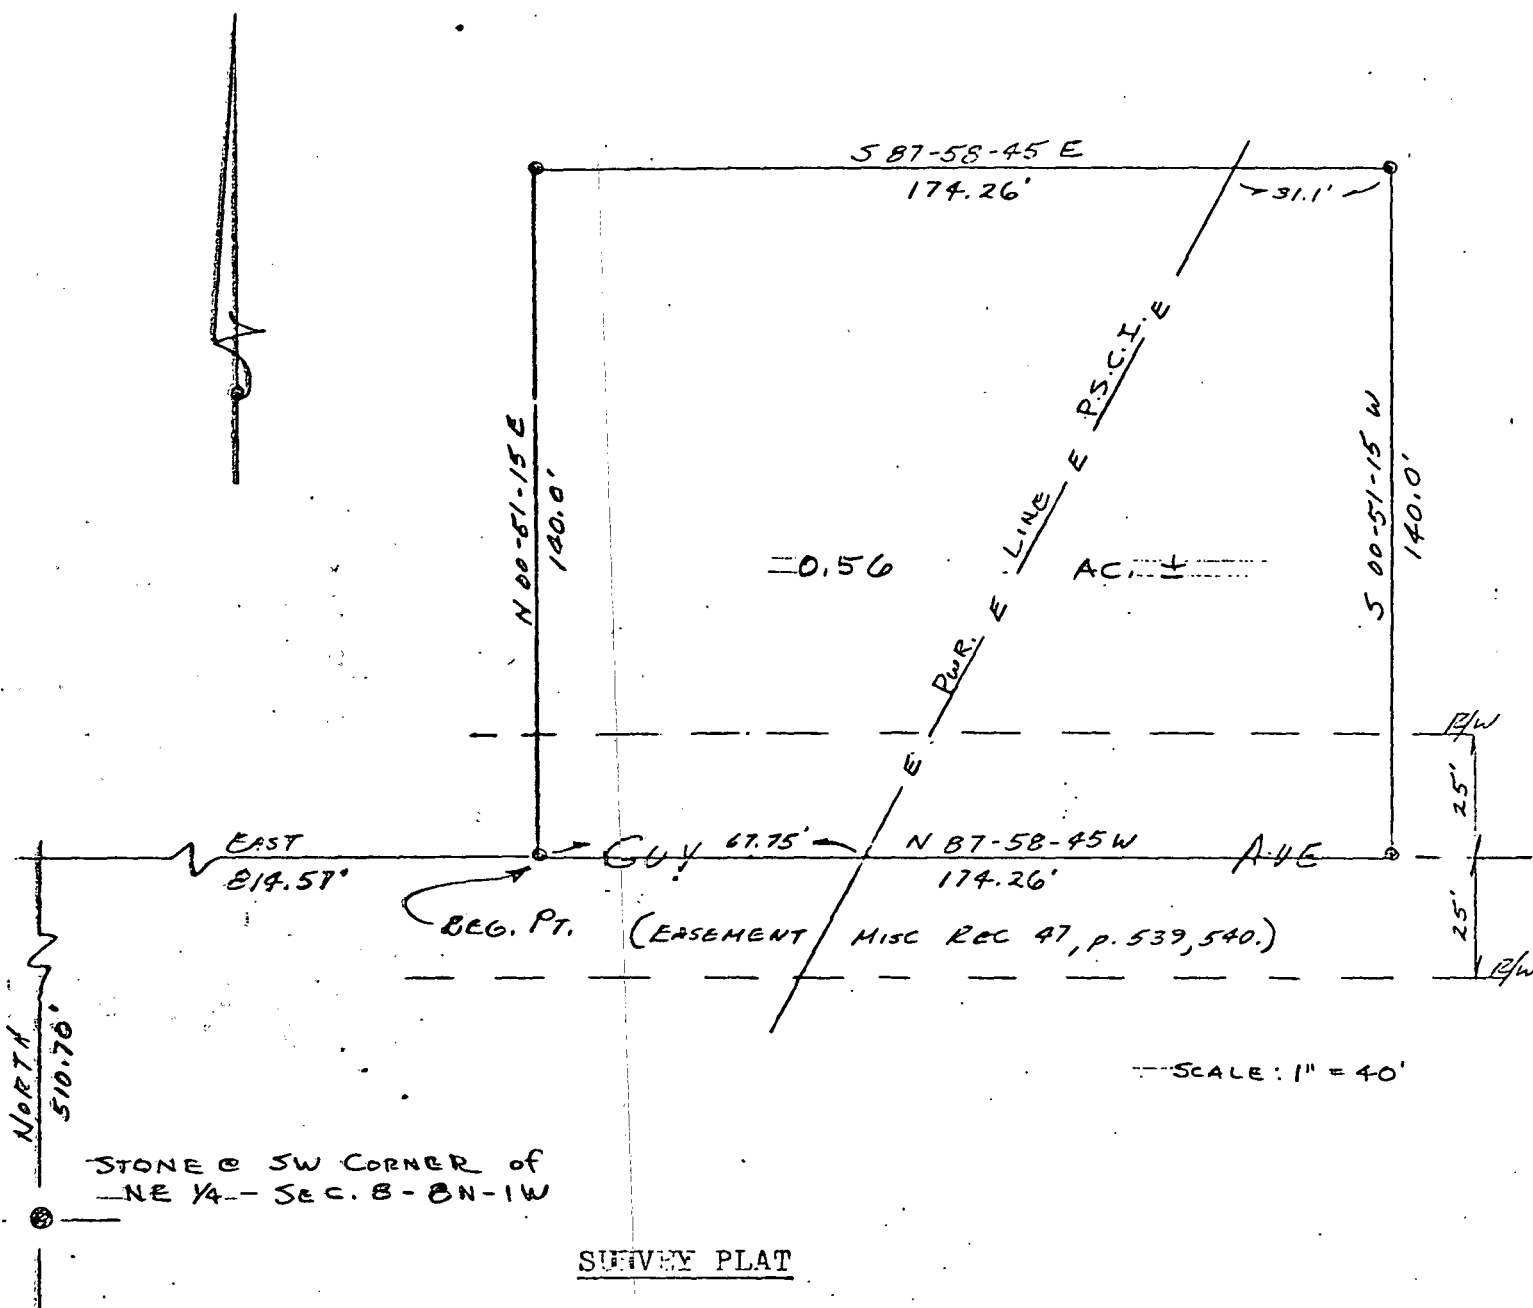 S 87-58-45 E
174.26'
31.1'
N 00-51-15 E
140.0'
PWR. E LINE E P.S.C.I. E
E
S 00-51-15 W
140.0'
0.56 AC. ±
R/W
25'
EAST
814.57'
GUY 67.75' N 87-58-45 W AVE
174.26'
BEG. PT.
(EASEMENT MISC REC 47, p. 539, 540.)
25'
R/W
NORTH
510.70'
SCALE: 1" = 40'
STONE @ SW CORNER of
NE 1/4 - SEC. 8 - 8N - 1W
SURVEY PLAT